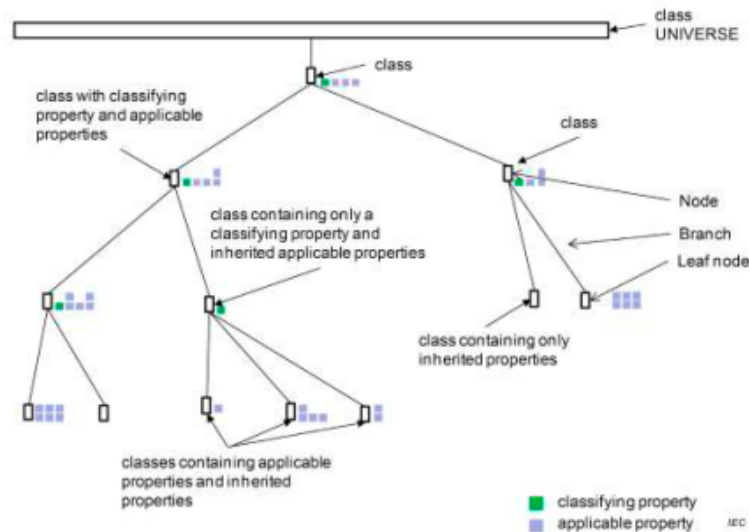 class
UNIVERSE
class
class with classifying
property and applicable
properties
class
Node
class containing only a
classifying property and
inherited applicable properties
Branch
Leaf node
class containing only
inherited properties
classes containing applicable
properties and inherited
properties
classifying property
applicable property
IEC